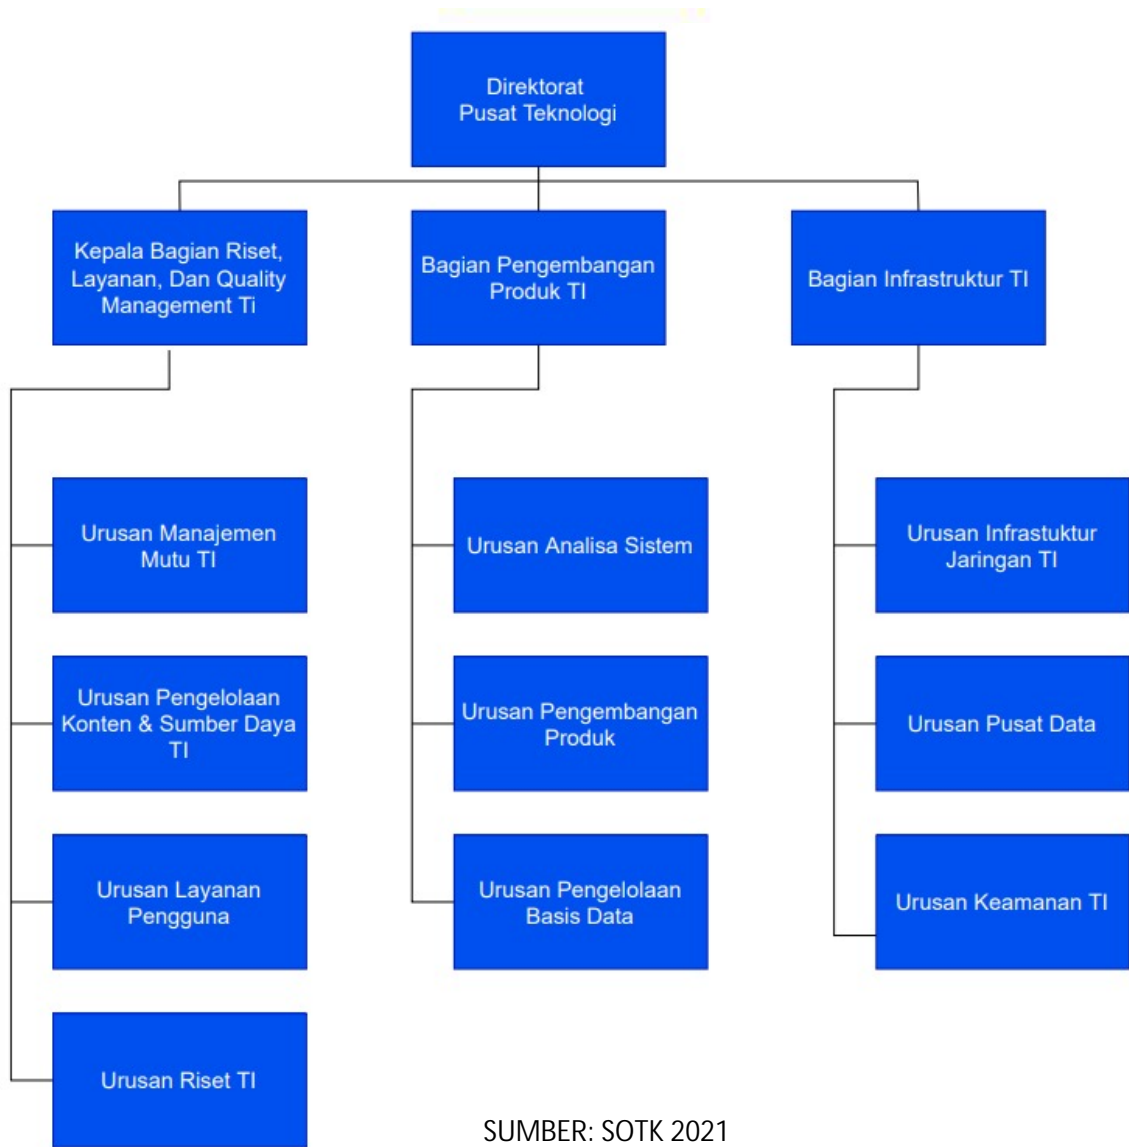 Direktorat
Pusat Teknologi
Kepala Bagian Riset,
Layanan, Dan Quality
Management Ti
Bagian Pengembangan
Produk TI
Bagian Infrastruktur TI
Urusan Manajemen
Mutu TI
Urusan Analisa Sistem
Urusan Infrastuktur
Jaringan TI
Urusan Pengelolaan
Konten & Sumber Daya
TI
Urusan Pengembangan
Produk
Urusan Pusat Data
Urusan Layanan
Pengguna
Urusan Pengelolaan
Basis Data
Urusan Keamanan TI
Urusan Riset TI
SUMBER: SOTK 2021